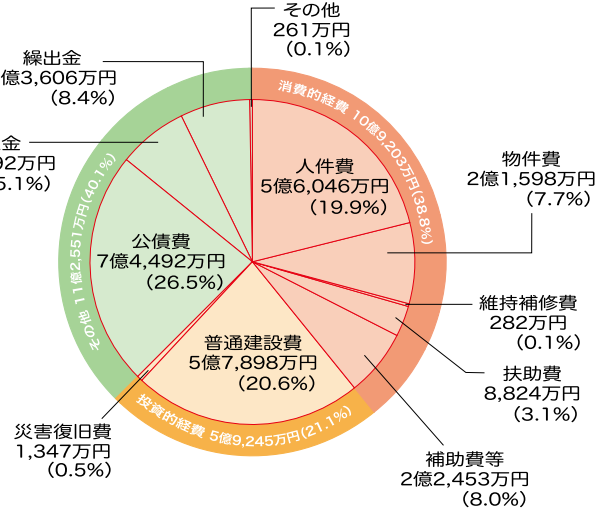 その他
261万円
(0.1%)
繰出金
億3,606万円
(8.4%)
金
92万円
5.1%)
消費的経費 10億9,203万円(38.8%)
人件費
5億6,046万円
(19.9%)
物件費
2億1,598万円
(7.7%)
維持補修費
282万円
(0.1%)
扶助費
8,824万円
(3.1%)
補助費等
2億2,453万円
(8.0%)
投資的経費 5億9,245万円(21.1%)
普通建設費
5億7,898万円
(20.6%)
災害復旧費
1,347万円
(0.5%)
その他 11億2,551万円(40.1%)
公債費
7億4,492万円
(26.5%)